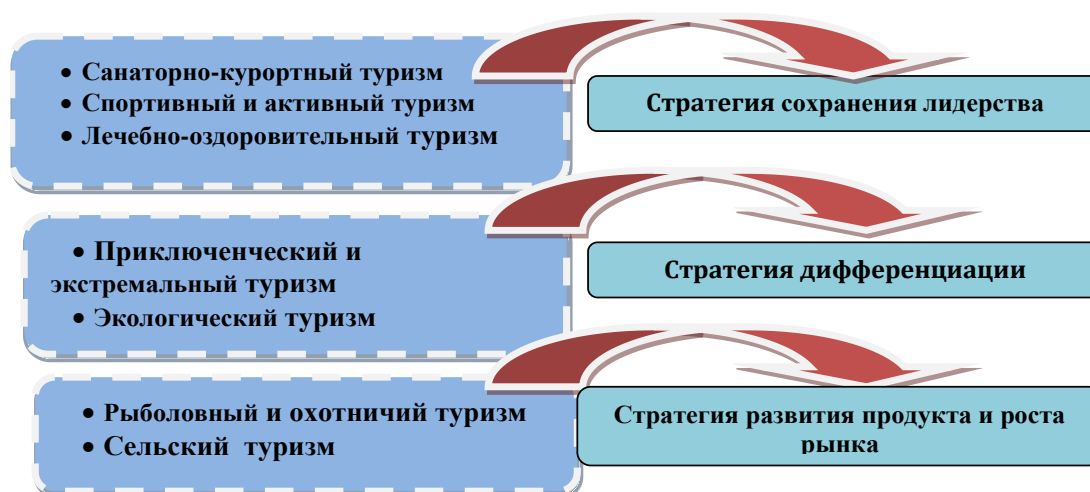 • Санаторно-курортный туризм
• Спортивный и активный туризм
• Лечебно-оздоровительный туризм
Стратегия сохранения лидерства
• Приключенческий и
экстремальный туризм
• Экологический туризм
Стратегия дифференциации
• Рыболовный и охотничий туризм
• Сельский туризм
Стратегия развития продукта и роста
рынка